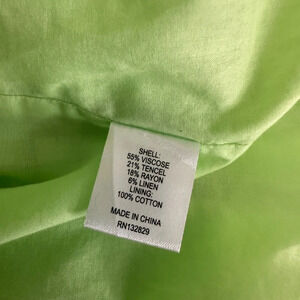 SHELL:
55% VISCOSE
21% TENCEL
18% RAYON
6% LINEN
LINING:
100% COTTON
MADE IN CHINA
RN132829